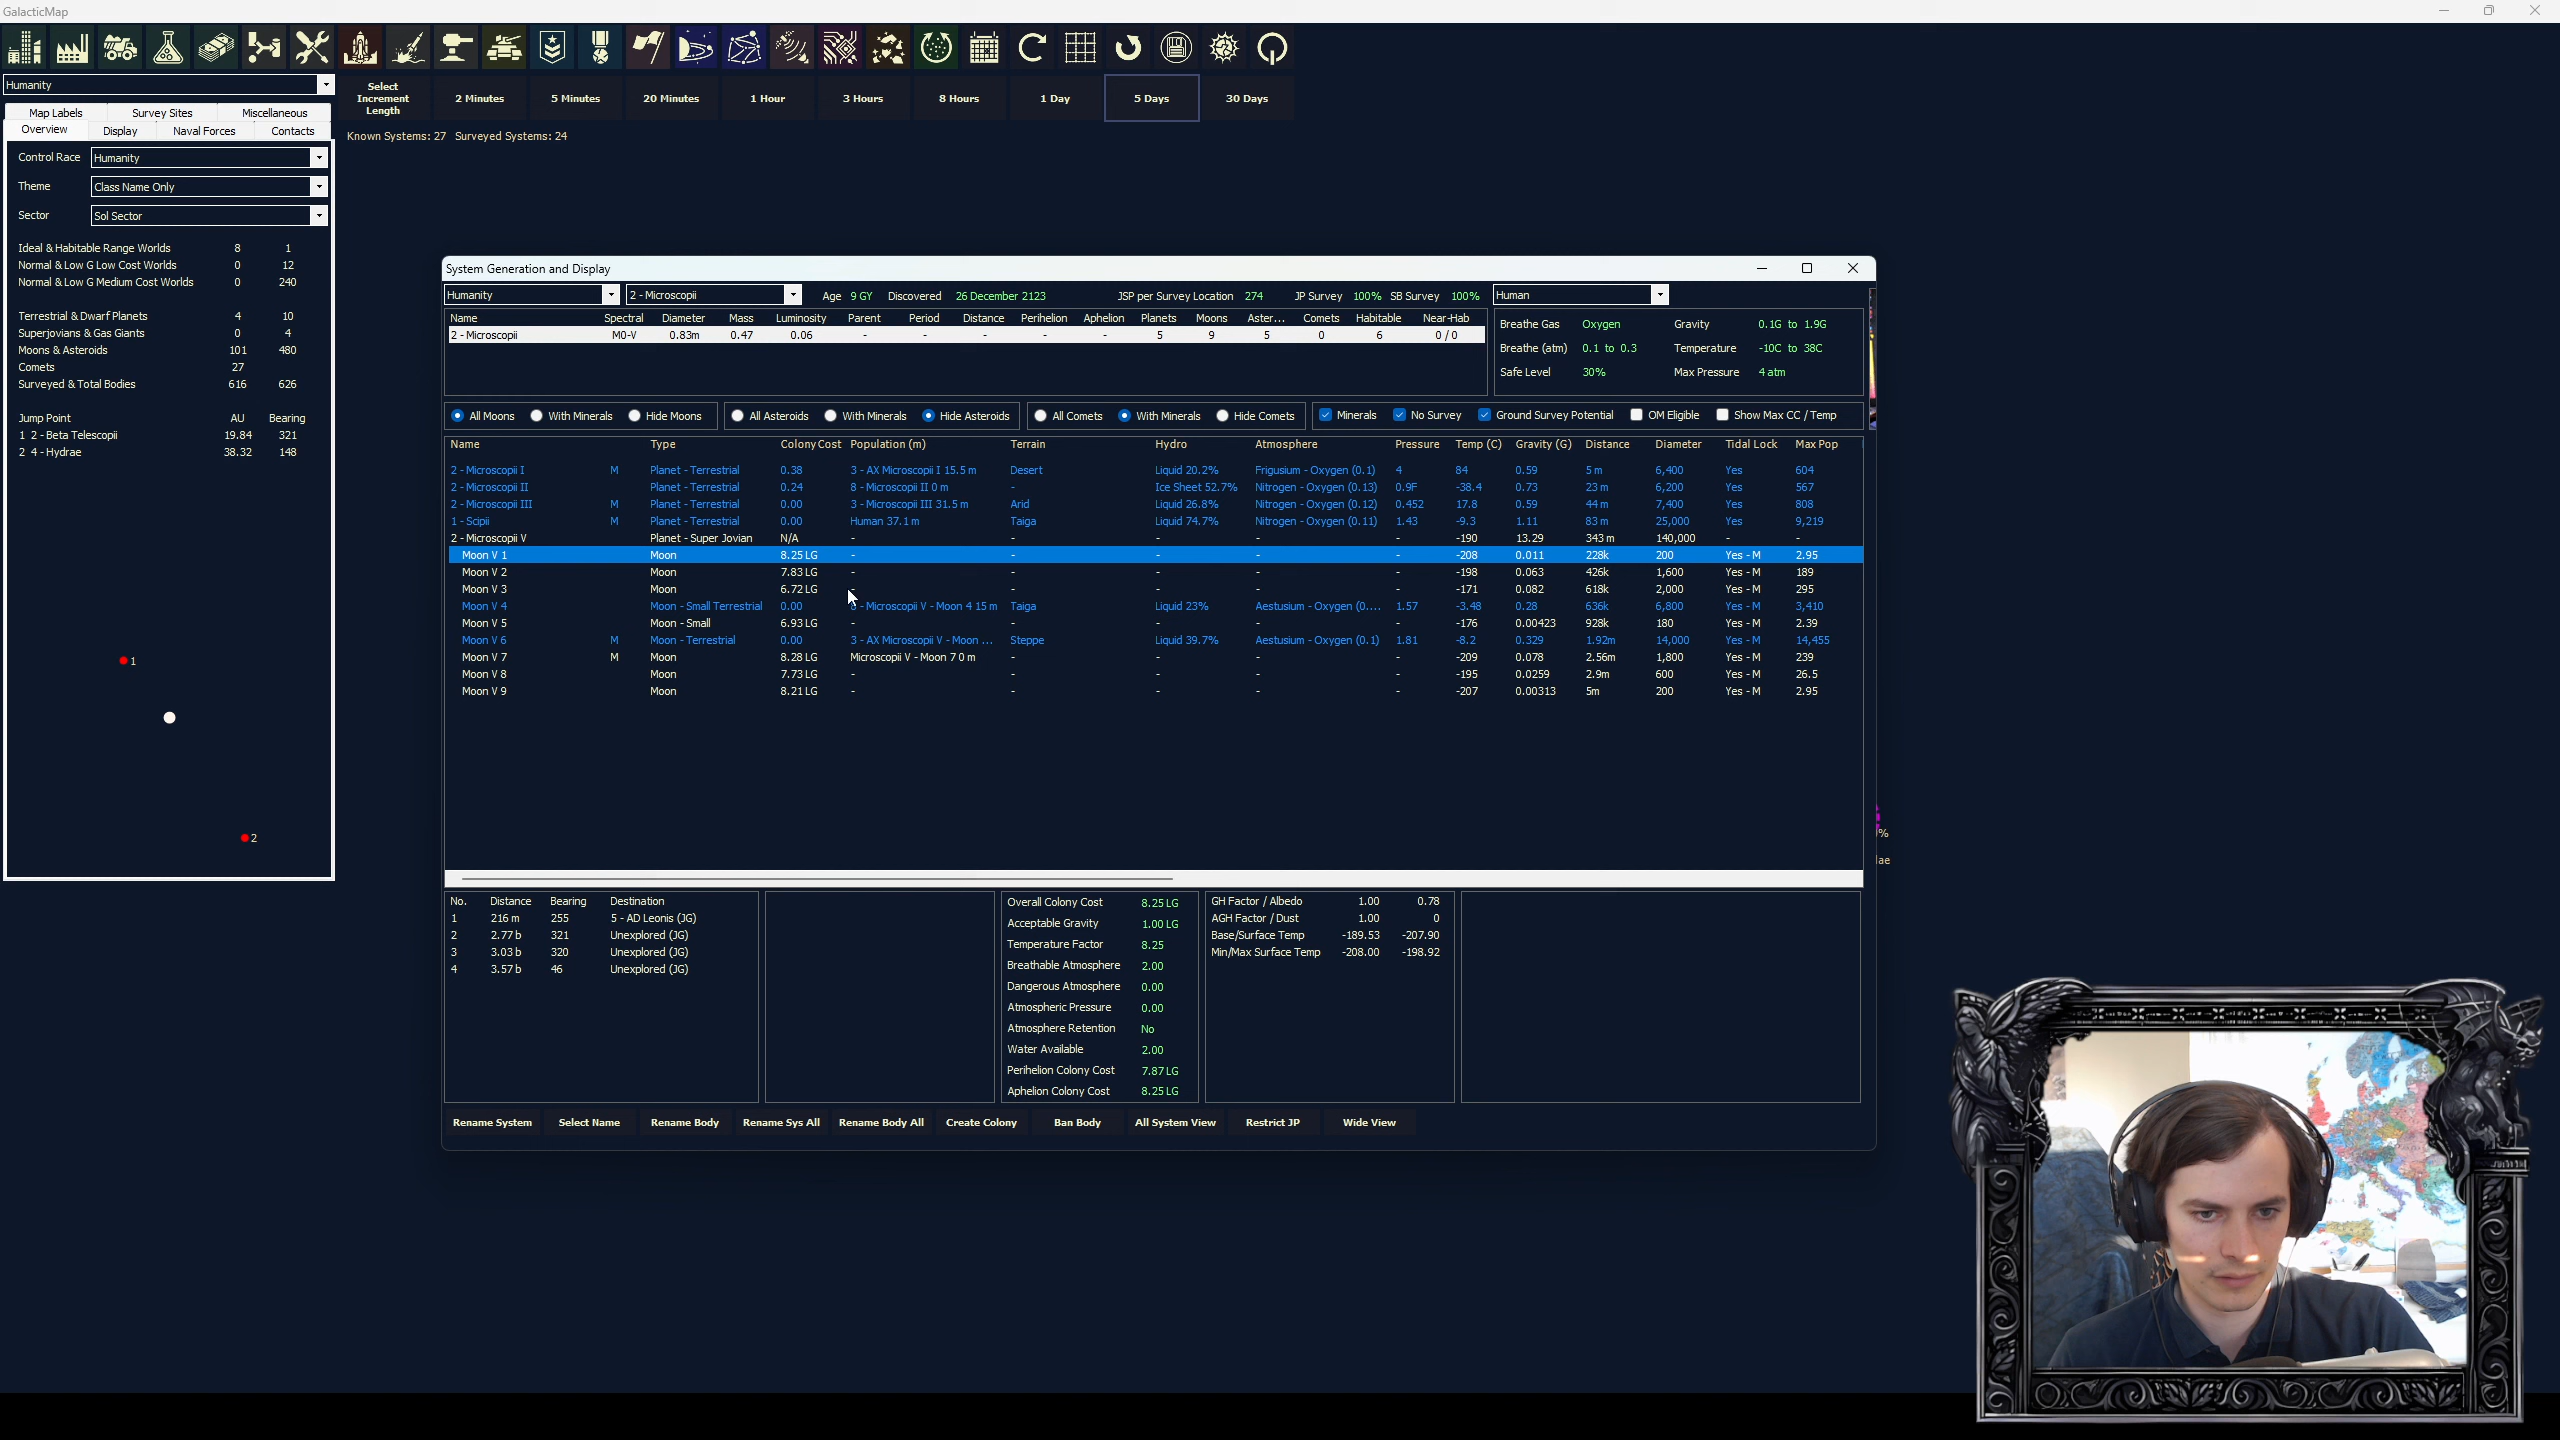 GalacticMap
Humanity
Select Increment Length 2 Minutes 5 Minutes 20 Minutes 1 Hour 3 Hours 8 Hours 1 Day 5 Days 30 Days
Map Labels Survey Sites Miscellaneous
Overview Display Naval Forces Contacts
Known Systems: 27 Surveyed Systems: 24
Control Race Humanity
Theme Class Name Only
Sector Sol Sector
Ideal & Habitable Range Worlds 8 1
Normal & Low G Low Cost Worlds 0 12
Normal & Low G Medium Cost Worlds 0 240
Terrestrial & Dwarf Planets 4 10
Superjovians & Gas Giants 0 4
Moons & Asteroids 101 480
Comets 27
Surveyed & Total Bodies 616 626
Jump Point AU Bearing
1 2 - Beta Telescopii 19.84 321
2 4 - Hydrae 38.32 148
1
2
System Generation and Display
Humanity 2 - Microscopii Age 9 GY Discovered 26 December 2123 JSP per Survey Location 274 JP Survey 100% SB Survey 100% Human
Name Spectral Diameter Mass Luminosity Parent Period Distance Perihelion Aphelion Planets Moons Aster... Comets Habitable Near-Hab
2 - Microscopii M0-V 0.83m 0.47 0.06 - - - - - 5 9 5 0 6 0 / 0
Breathe Gas Oxygen Gravity 0.1G to 1.9G
Breathe (atm) 0.1 to 0.3 Temperature -10C to 38C
Safe Level 30% Max Pressure 4 atm
All Moons With Minerals Hide Moons All Asteroids With Minerals Hide Asteroids All Comets With Minerals Hide Comets Minerals No Survey Ground Survey Potential OM Eligible Show Max CC / Temp
Name Type Colony Cost Population (m) Terrain Hydro Atmosphere Pressure Temp (C) Gravity (G) Distance Diameter Tidal Lock Max Pop
2 - Microscopii I M Planet - Terrestrial 0.38 3 - AX Microscopii I 15.5 m Desert Liquid 20.2% Frigusium - Oxygen (0.1) 4 84 0.59 5 m 6,400 Yes 604
2 - Microscopii II Planet - Terrestrial 0.24 8 - Microscopii II 0 m - Ice Sheet 52.7% Nitrogen - Oxygen (0.13) 0.9F -38.4 0.73 23 m 6,200 Yes 567
2 - Microscopii III M Planet - Terrestrial 0.00 3 - Microscopii III 31.5 m Arid Liquid 26.8% Nitrogen - Oxygen (0.12) 0.452 17.8 0.59 44 m 7,400 Yes 808
1 - Scipii M Planet - Terrestrial 0.00 Human 37.1 m Taiga Liquid 74.7% Nitrogen - Oxygen (0.11) 1.43 -9.3 1.11 83 m 25,000 Yes 9,219
2 - Microscopii V Planet - Super Jovian N/A - - - - - -190 13.29 343 m 140,000 - -
Moon V 1 Moon 8.25 LG - - - - - -208 0.011 228k 200 Yes - M 2.95
Moon V 2 Moon 7.83 LG - - - - - -198 0.063 426k 1,600 Yes - M 189
Moon V 3 Moon 6.72 LG - - - - - -171 0.082 618k 2,000 Yes - M 295
Moon V 4 Moon - Small Terrestrial 0.00 - Microscopii V - Moon 4 15 m Taiga Liquid 23% Aestusium - Oxygen (0.... 1.57 -3.48 0.28 636k 6,800 Yes - M 3,410
Moon V 5 Moon - Small 6.93 LG - - - - - -176 0.00423 928k 180 Yes - M 2.39
Moon V 6 M Moon - Terrestrial 0.00 3 - AX Microscopii V - Moon ... Steppe Liquid 39.7% Aestusium - Oxygen (0.1) 1.81 -8.2 0.329 1.92m 14,000 Yes - M 14,455
Moon V 7 M Moon 8.28 LG Microscopii V - Moon 7 0 m - - - - -209 0.078 2.56m 1,800 Yes - M 239
Moon V 8 Moon 7.73 LG - - - - - -195 0.0259 2.9m 600 Yes - M 26.5
Moon V 9 Moon 8.21 LG - - - - - -207 0.00313 5m 200 Yes - M 2.95
%
lae
No. Distance Bearing Destination
1 216 m 255 5 - AD Leonis (JG)
2 2.77 b 321 Unexplored (JG)
3 3.03 b 320 Unexplored (JG)
4 3.57 b 46 Unexplored (JG)
Overall Colony Cost 8.25 LG
Acceptable Gravity 1.00 LG
Temperature Factor 8.25
Breathable Atmosphere 2.00
Dangerous Atmosphere 0.00
Atmospheric Pressure 0.00
Atmosphere Retention No
Water Available 2.00
Perihelion Colony Cost 7.87 LG
Aphelion Colony Cost 8.25 LG
GH Factor / Albedo 1.00 0.78
AGH Factor / Dust 1.00 0
Base/Surface Temp -189.53 -207.90
Min/Max Surface Temp -208.00 -198.92
Rename System Select Name Rename Body Rename Sys All Rename Body All Create Colony Ban Body All System View Restrict JP Wide View